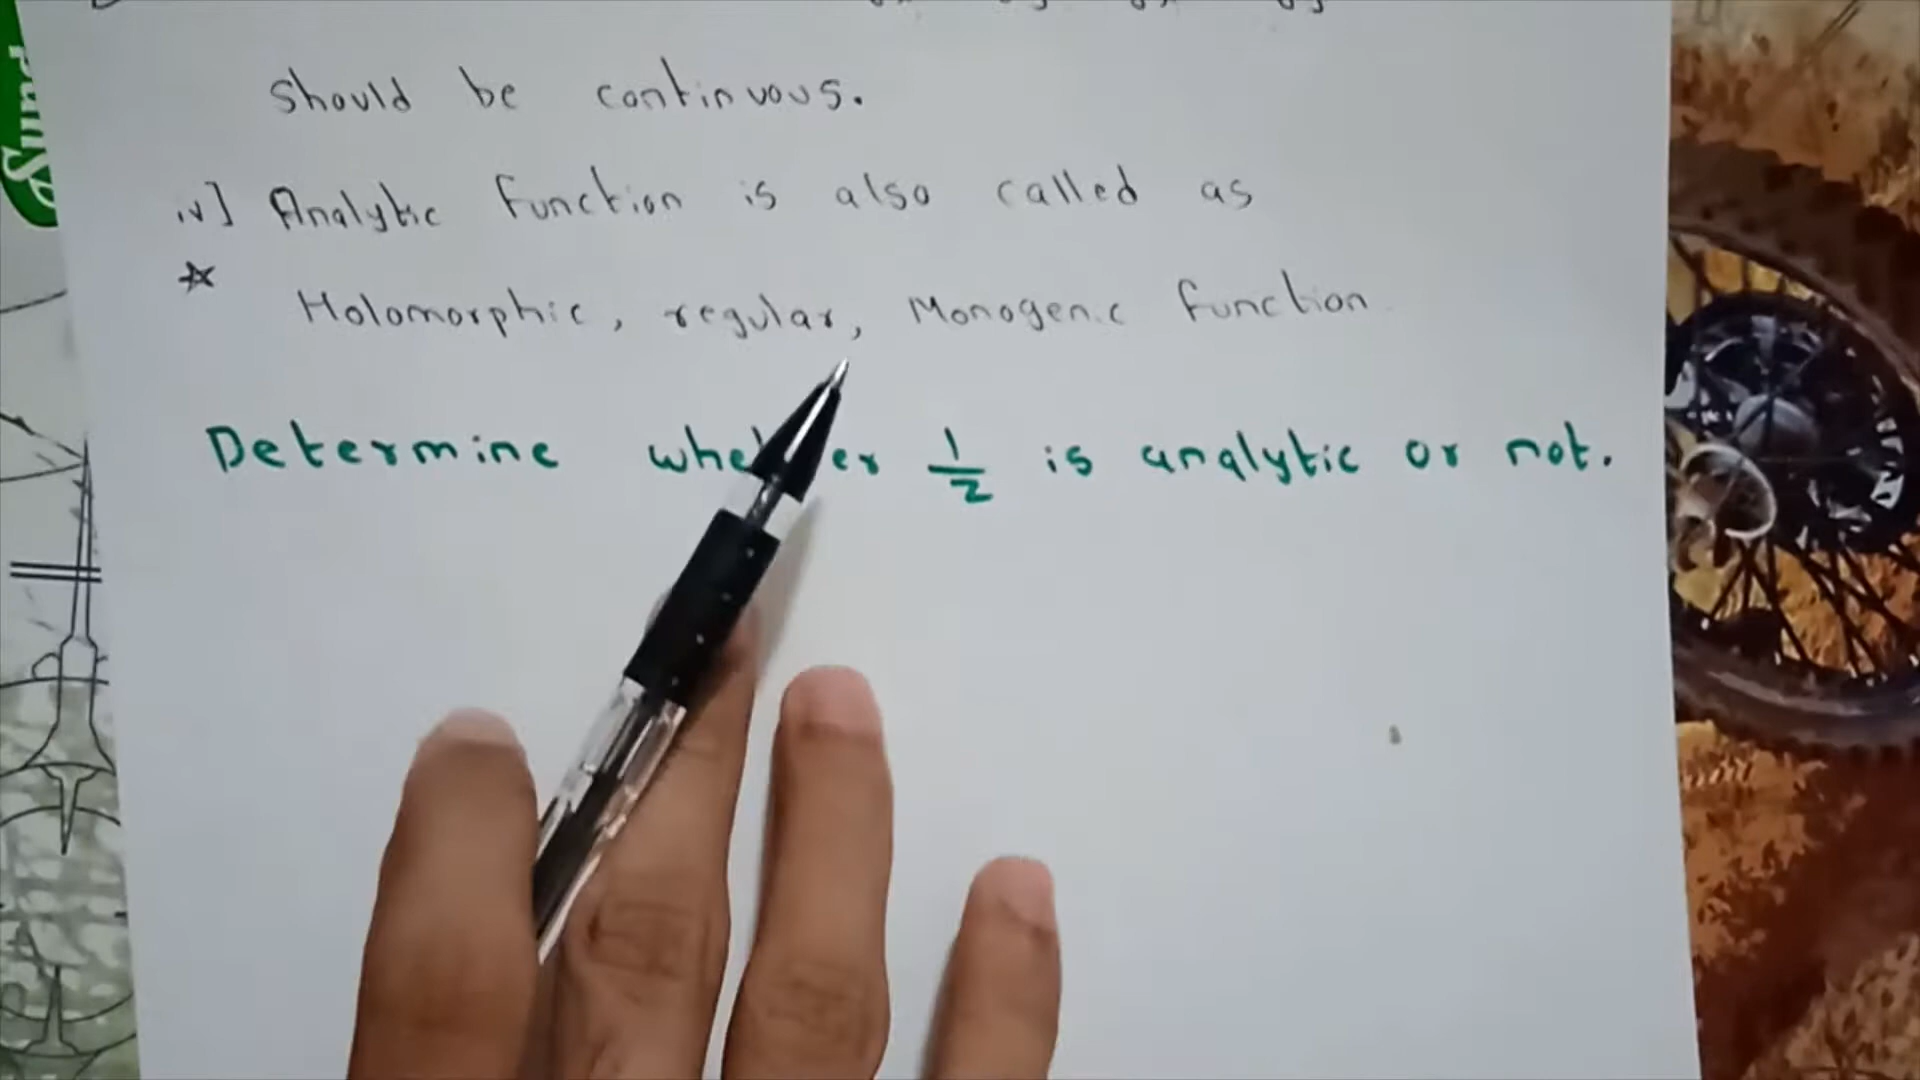 should be continuous.
iv] Analytic function is also called as
☆ Holomorphic, regular, Monogenic function
Determine whether 1/z is analytic or not.